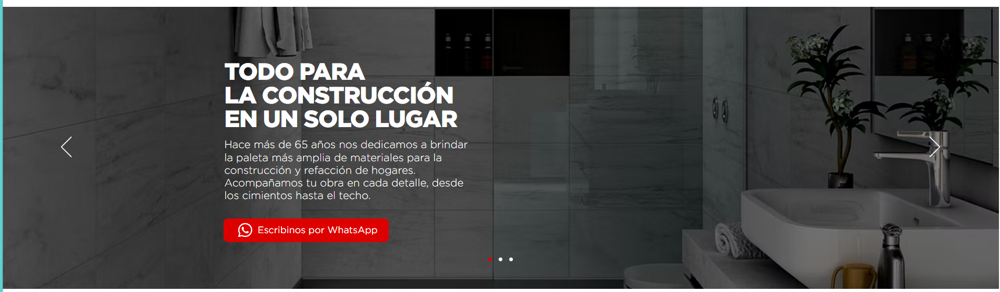 TODO PARA
LA CONSTRUCCIÓN
EN UN SOLO LUGAR
Hace más de 65 años nos dedicamos a brindar
la paleta más amplia de materiales para la
construcción y refacción de hogares.
Acompañamos tu obra en cada detalle, desde
los cimientos hasta el techo.
Escribinos por WhatsApp